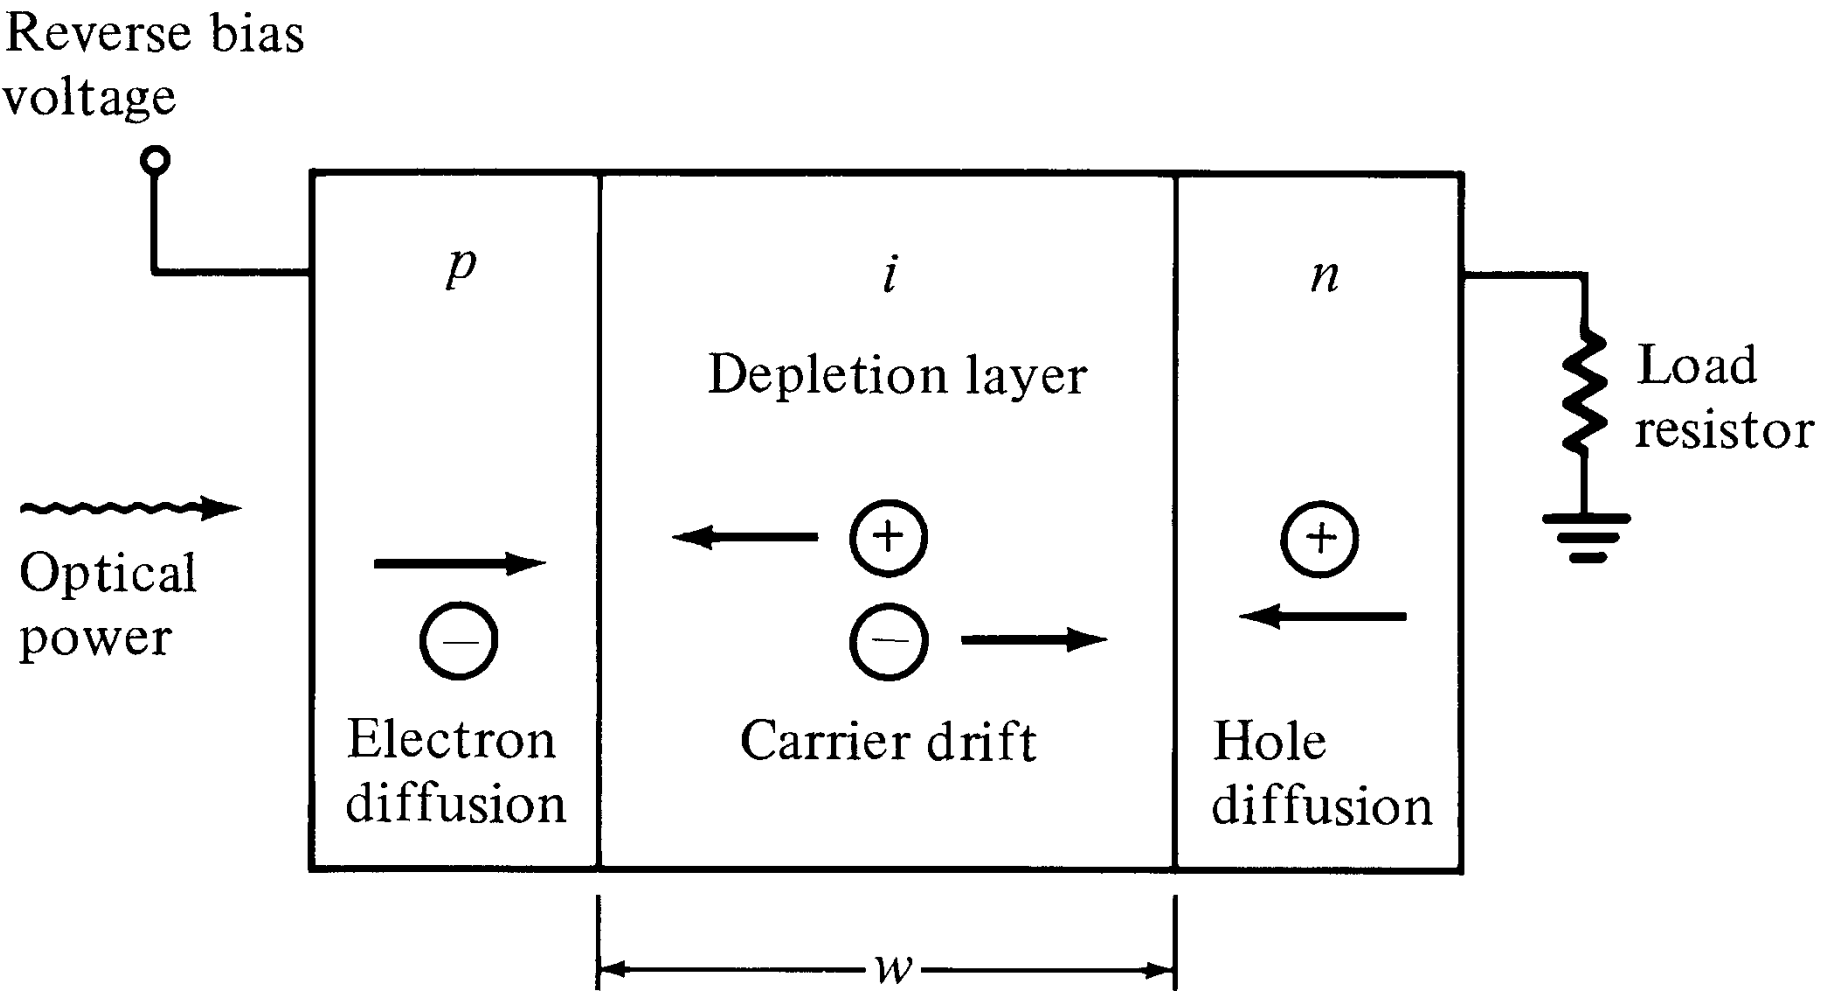 Reverse bias
voltage
p
i
n
Depletion layer
Load
resistor
+
+
Optical
power
−
−
Electron
diffusion
Carrier drift
Hole
diffusion
w